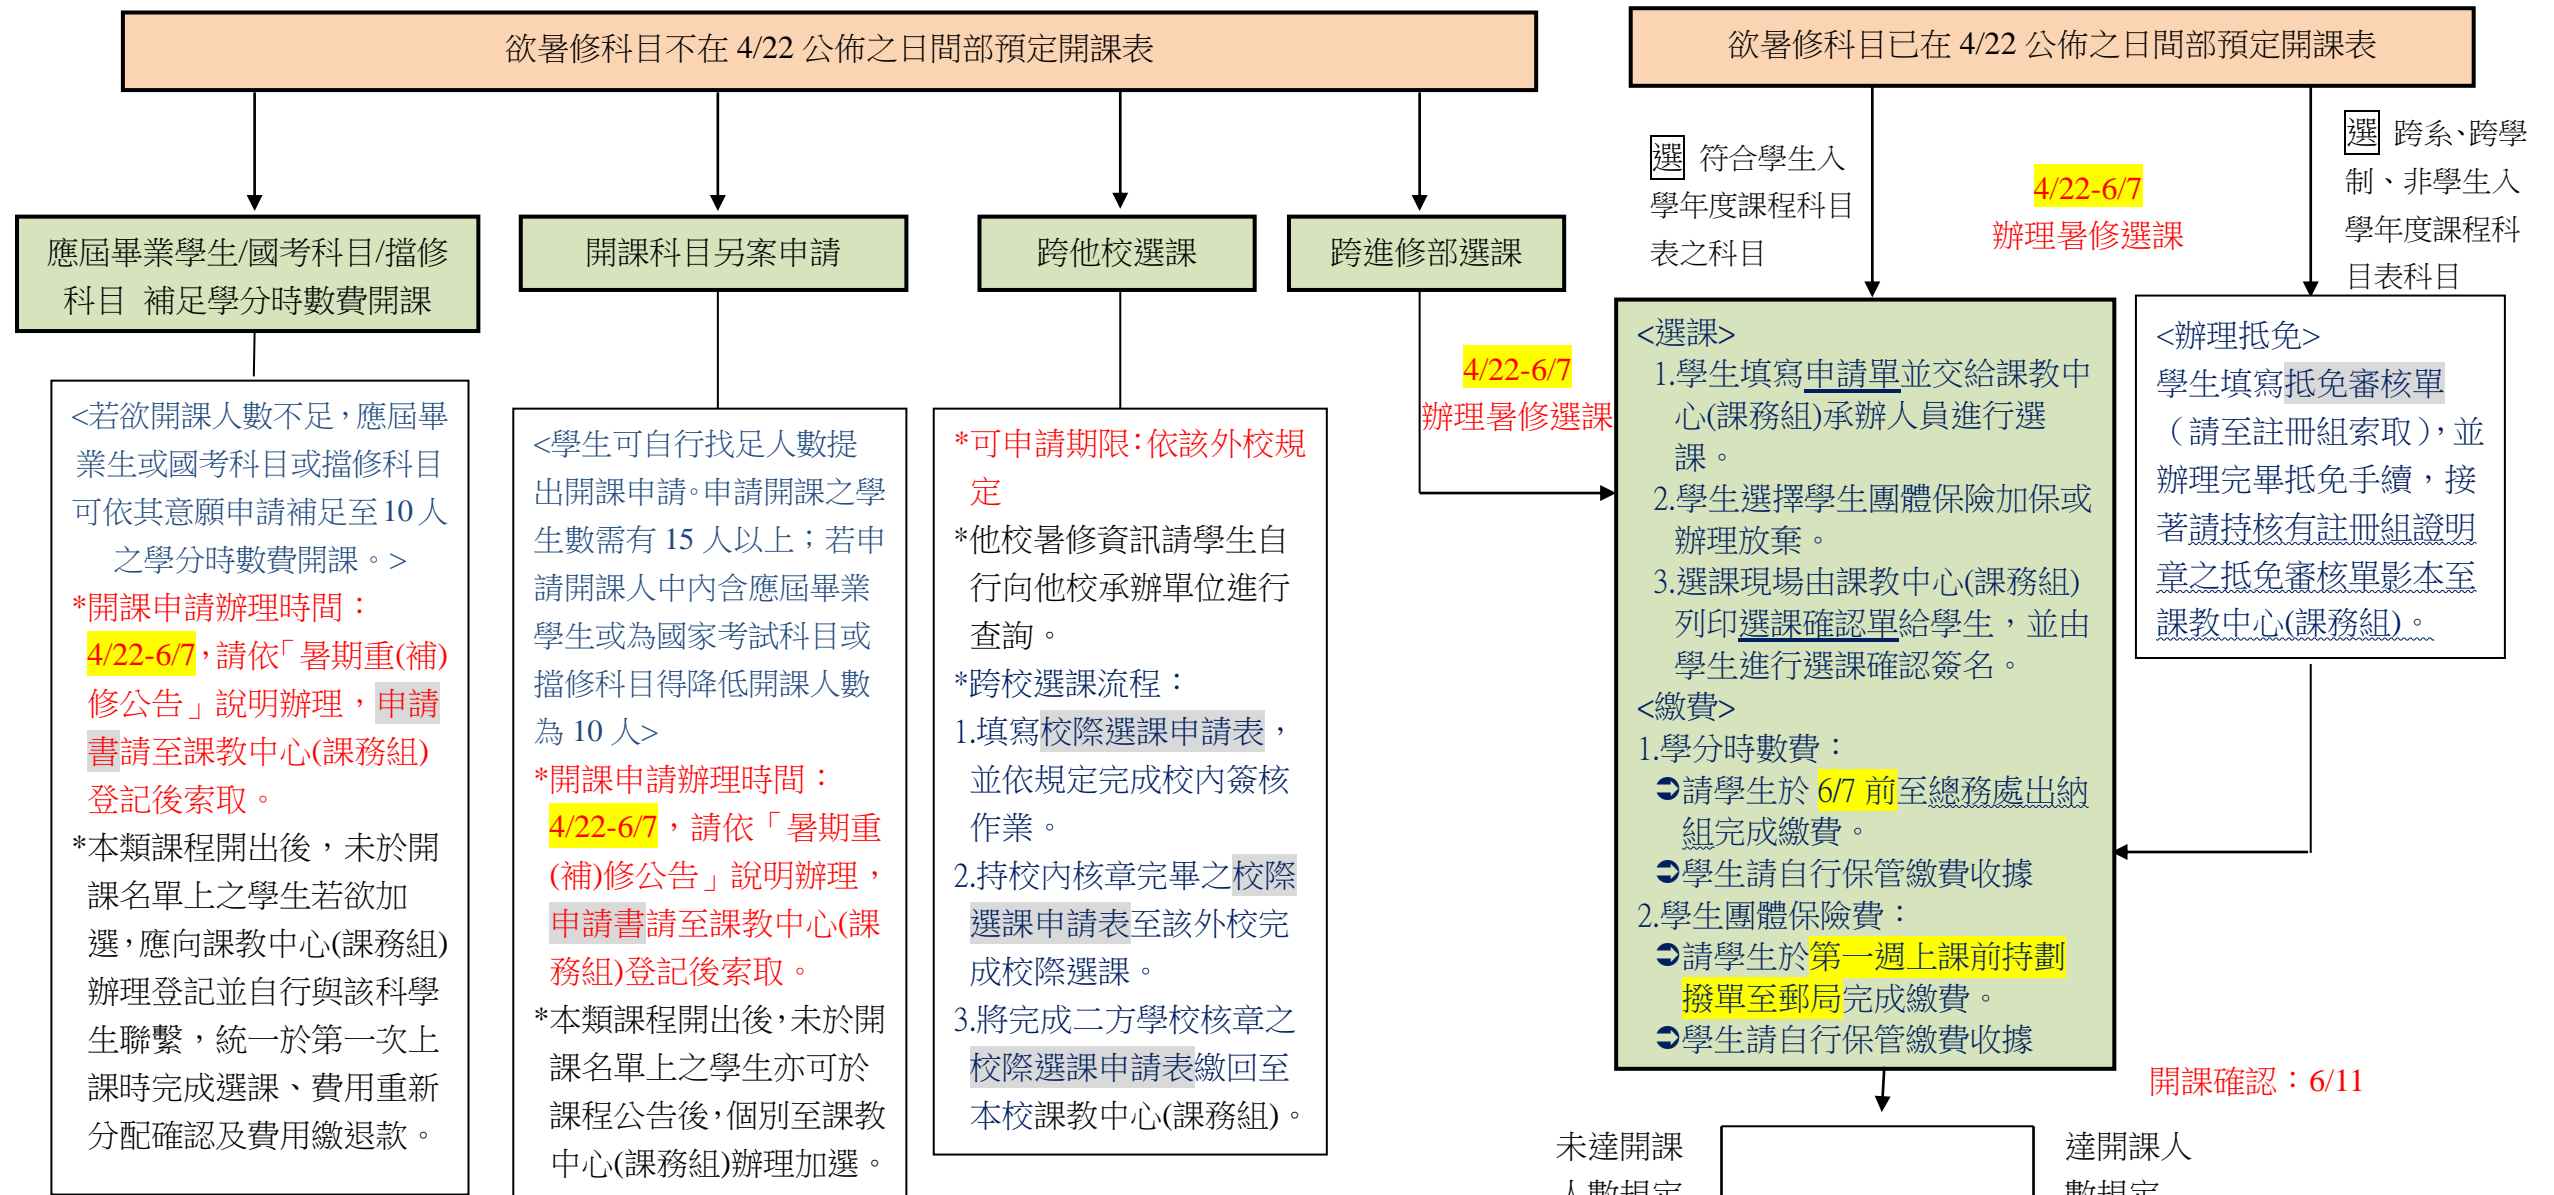 欲暑修科目不在 4/22 公佈之日間部預定開課表
應屆畢業學生/國考科目/擋修
科目 補足學分時數費開課
<若欲開課人數不足，應屆畢
業生或國考科目或擋修科目
可依其意願申請補足至10人
之學分時數費開課。>
*開課申請辦理時間：
4/22-6/7，請依「暑期重(補)
修公告」說明辦理，申請
書請至課教中心(課務組)
登記後索取。
*本類課程開出後，未於開
課名單上之學生若欲加
選，應向課教中心(課務組)
辦理登記並自行與該科學
生聯繫，統一於第一次上
課時完成選課、費用重新
分配確認及費用繳退款。
開課科目另案申請
<學生可自行找足人數提
出開課申請。申請開課之學
生數需有 15 人以上；若申
請開課人中內含應屆畢業
學生或為國家考試科目或
擋修科目得降低開課人數
為 10 人>
*開課申請辦理時間：
4/22-6/7，請依「暑期重
(補)修公告」說明辦理，
申請書請至課教中心(課
務組)登記後索取。
*本類課程開出後，未於開
課名單上之學生亦可於
課程公告後，個別至課教
中心(課務組)辦理加選。
跨他校選課
*可申請期限：依該外校規
定
*他校暑修資訊請學生自
行向他校承辦單位進行
查詢。
*跨校選課流程：
1.填寫校際選課申請表，
並依規定完成校內簽核
作業。
2.持校內核章完畢之校際
選課申請表至該外校完
成校際選課。
3.將完成二方學校核章之
校際選課申請表繳回至
本校課教中心(課務組)。
跨進修部選課
4/22-6/7
辦理暑修選課
欲暑修科目已在 4/22 公佈之日間部預定開課表
選 符合學生入
學年度課程科目
表之科目
4/22-6/7
辦理暑修選課
選 跨系、跨學
制、非學生入
學年度課程科
目表科目
<選課>
1.學生填寫申請單並交給課教中
心(課務組)承辦人員進行選
課。
2.學生選擇學生團體保險加保或
辦理放棄。
3.選課現場由課教中心(課務組)
列印選課確認單給學生，並由
學生進行選課確認簽名。
<繳費>
1.學分時數費：
➲請學生於 6/7 前至總務處出納
組完成繳費。
➲學生請自行保管繳費收據
2.學生團體保險費：
➲請學生於第一週上課前持劃
撥單至郵局完成繳費。
➲學生請自行保管繳費收據
<辦理抵免>
學生填寫抵免審核單
（請至註冊組索取），並
辦理完畢抵免手續，接
著請持核有註冊組證明
章之抵免審核單影本至
課教中心(課務組)。
開課確認：6/11
未達開課
人數規定
達開課人
數規定